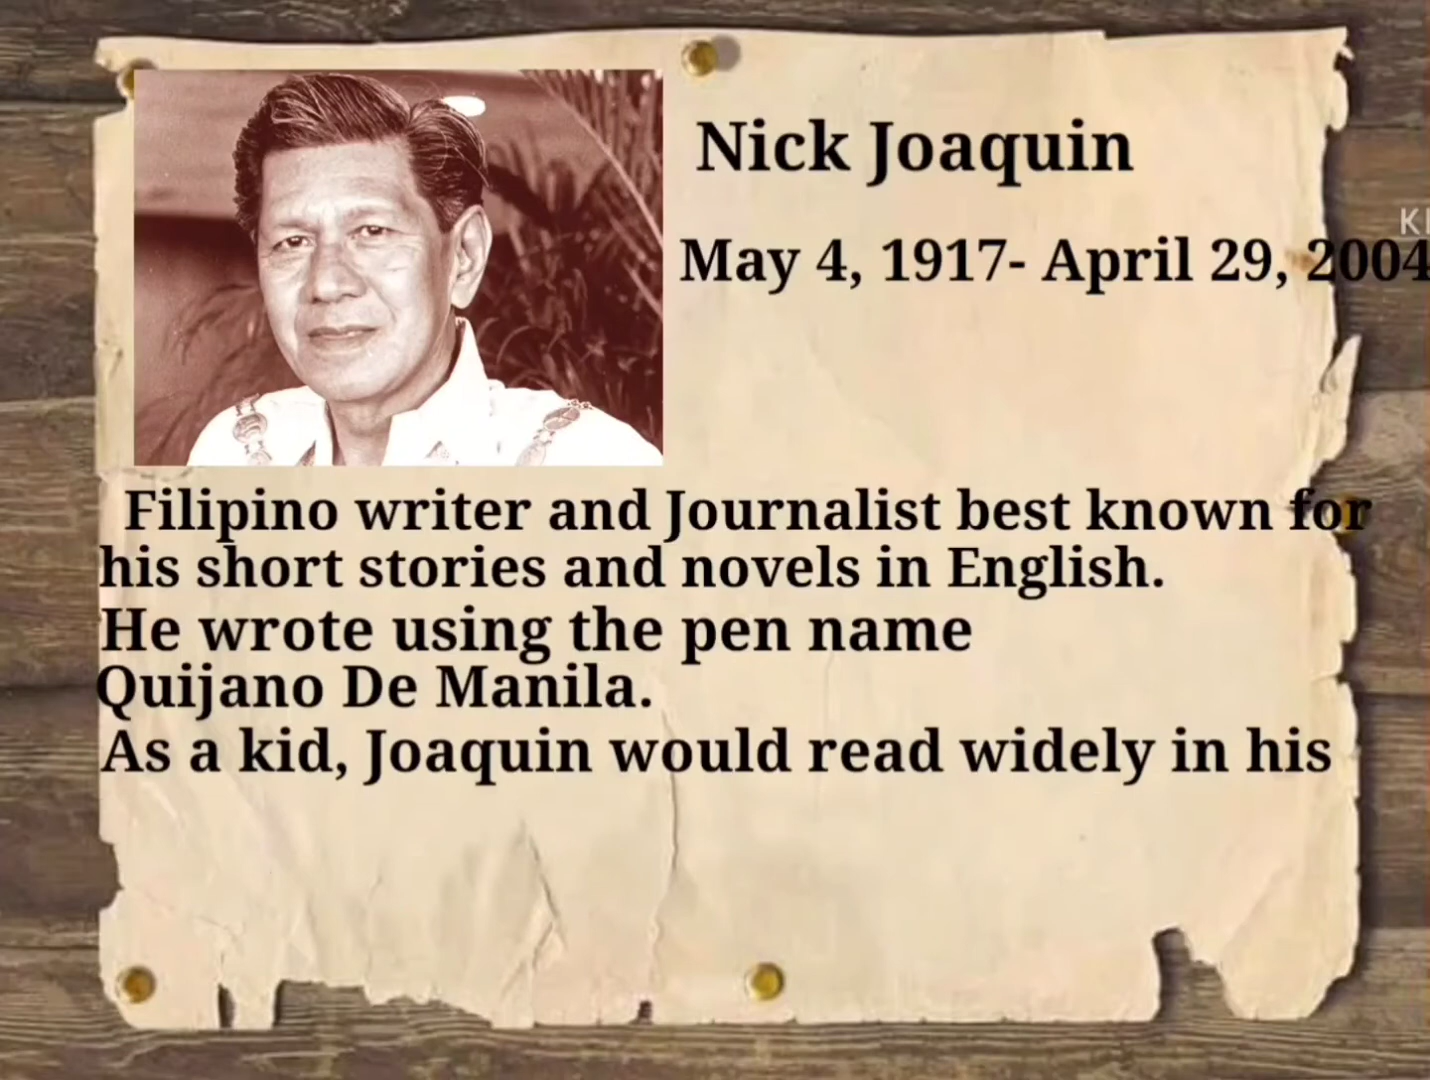 Nick Joaquin
May 4, 1917- April 29, 2004
Filipino writer and Journalist best known for
his short stories and novels in English.
He wrote using the pen name
Quijano De Manila.
As a kid, Joaquin would read widely in his